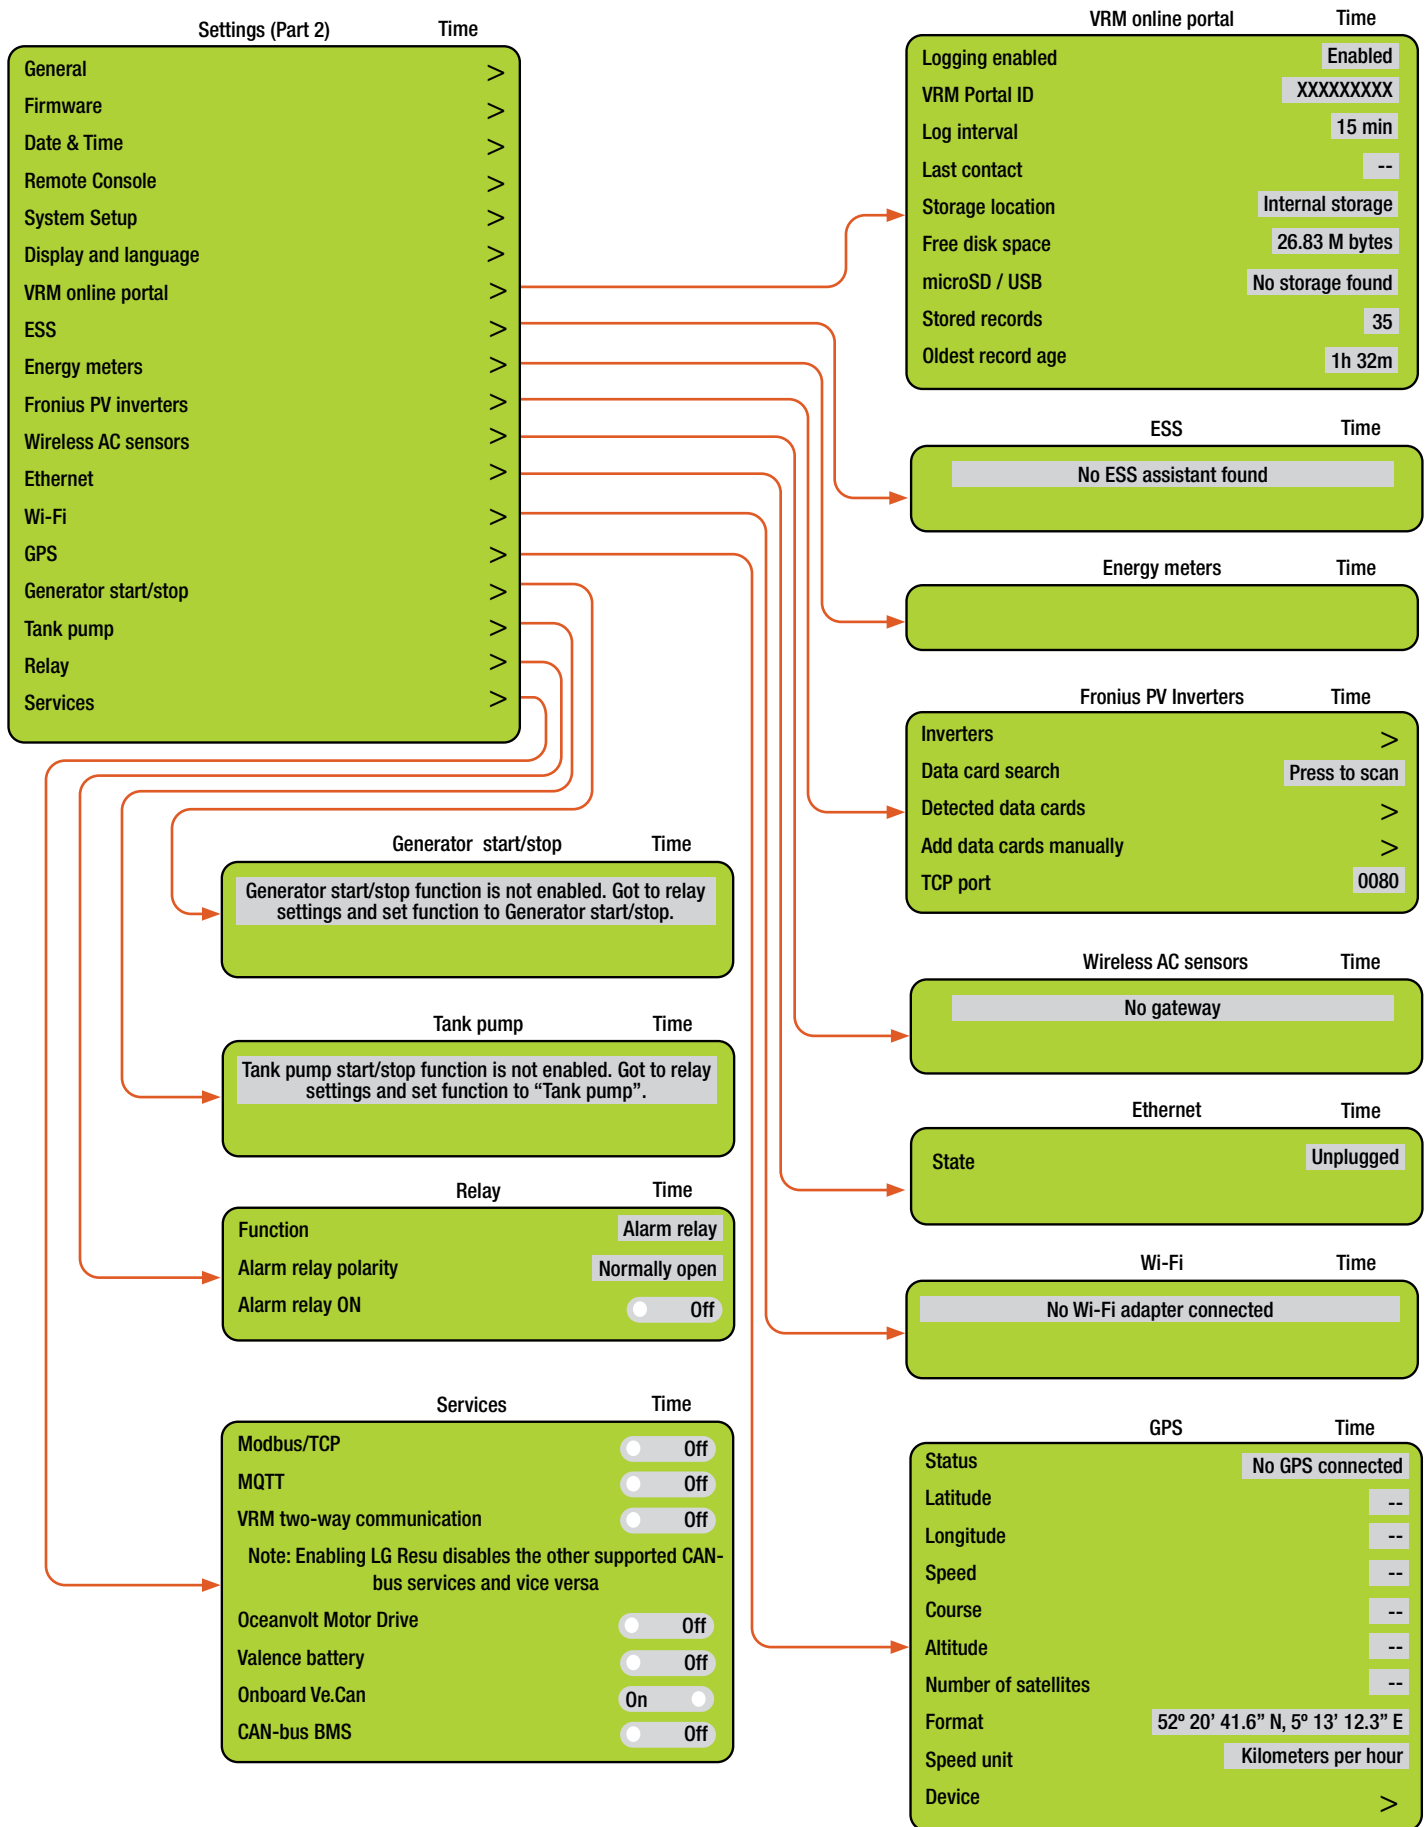 Settings (Part 2) Time
General >
Firmware >
Date & Time >
Remote Console >
System Setup >
Display and language >
VRM online portal >
ESS >
Energy meters >
Fronius PV inverters >
Wireless AC sensors >
Ethernet >
Wi-Fi >
GPS >
Generator start/stop >
Tank pump >
Relay >
Services >
Generator start/stop Time
Generator start/stop function is not enabled. Got to relay
settings and set function to Generator start/stop.
Tank pump Time
Tank pump start/stop function is not enabled. Got to relay
settings and set function to “Tank pump”.
Relay Time
Function Alarm relay
Alarm relay polarity Normally open
Alarm relay ON Off
Services Time
Modbus/TCP Off
MQTT Off
VRM two-way communication Off
Note: Enabling LG Resu disables the other supported CAN-
bus services and vice versa
Oceanvolt Motor Drive Off
Valence battery Off
Onboard Ve.Can On
CAN-bus BMS Off
VRM online portal Time
Logging enabled Enabled
VRM Portal ID XXXXXXXXX
Log interval 15 min
Last contact --
Storage location Internal storage
Free disk space 26.83 M bytes
microSD / USB No storage found
Stored records 35
Oldest record age 1h 32m
ESS Time
No ESS assistant found
Energy meters Time
Fronius PV Inverters Time
Inverters >
Data card search Press to scan
Detected data cards >
Add data cards manually >
TCP port 0080
Wireless AC sensors Time
No gateway
Ethernet Time
State Unplugged
Wi-Fi Time
No Wi-Fi adapter connected
GPS Time
Status No GPS connected
Latitude --
Longitude --
Speed --
Course --
Altitude --
Number of satellites --
Format 52º 20’ 41.6” N, 5º 13’ 12.3” E
Speed unit Kilometers per hour
Device >